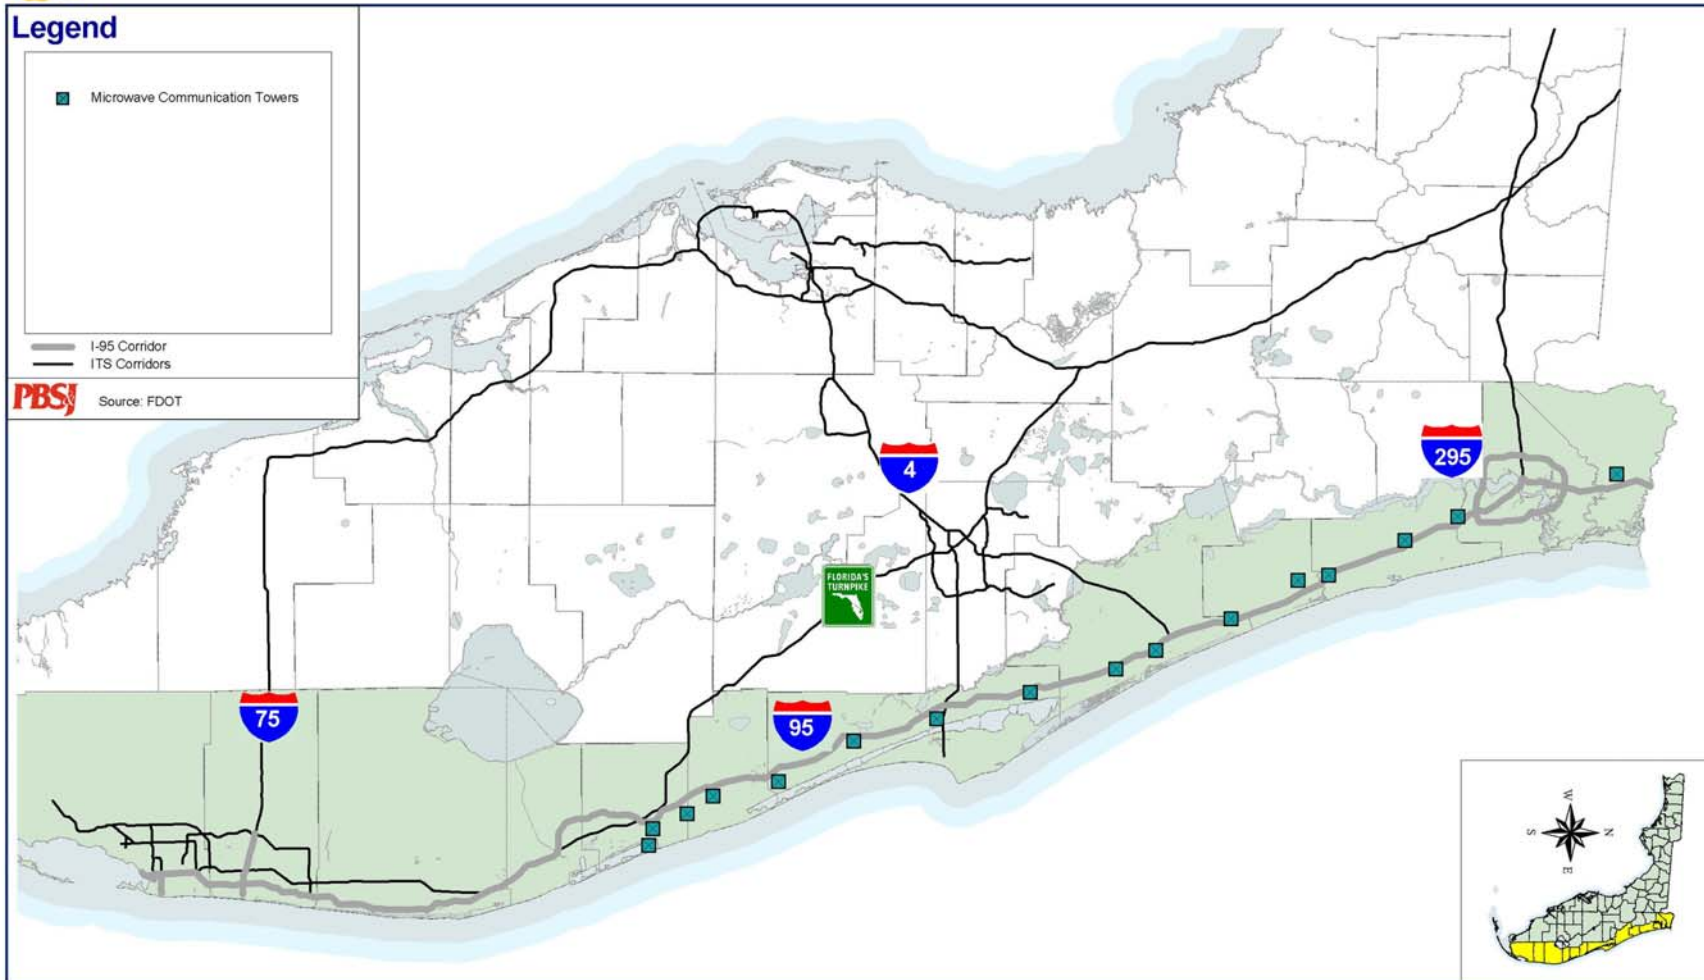 Legend
Microwave Communication Towers
I-95 Corridor
ITS Corridors
PBSJ
Source: FDOT
4
295
FLORIDA'S
TURNPIKE
75
95
W
S
N
E